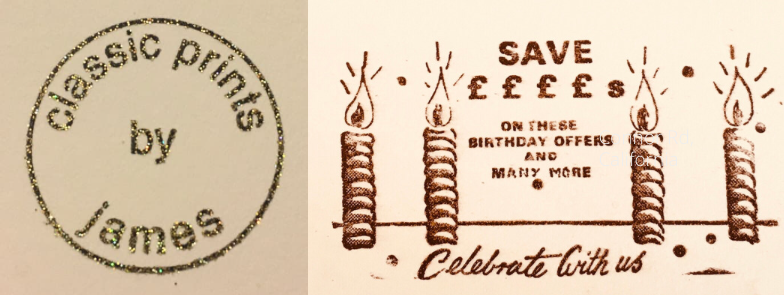 classic prints
by
james
SAVE
££££s
ON THESE
BIRTHDAY OFFERS
AND
MANY MORE
Celebrate With us